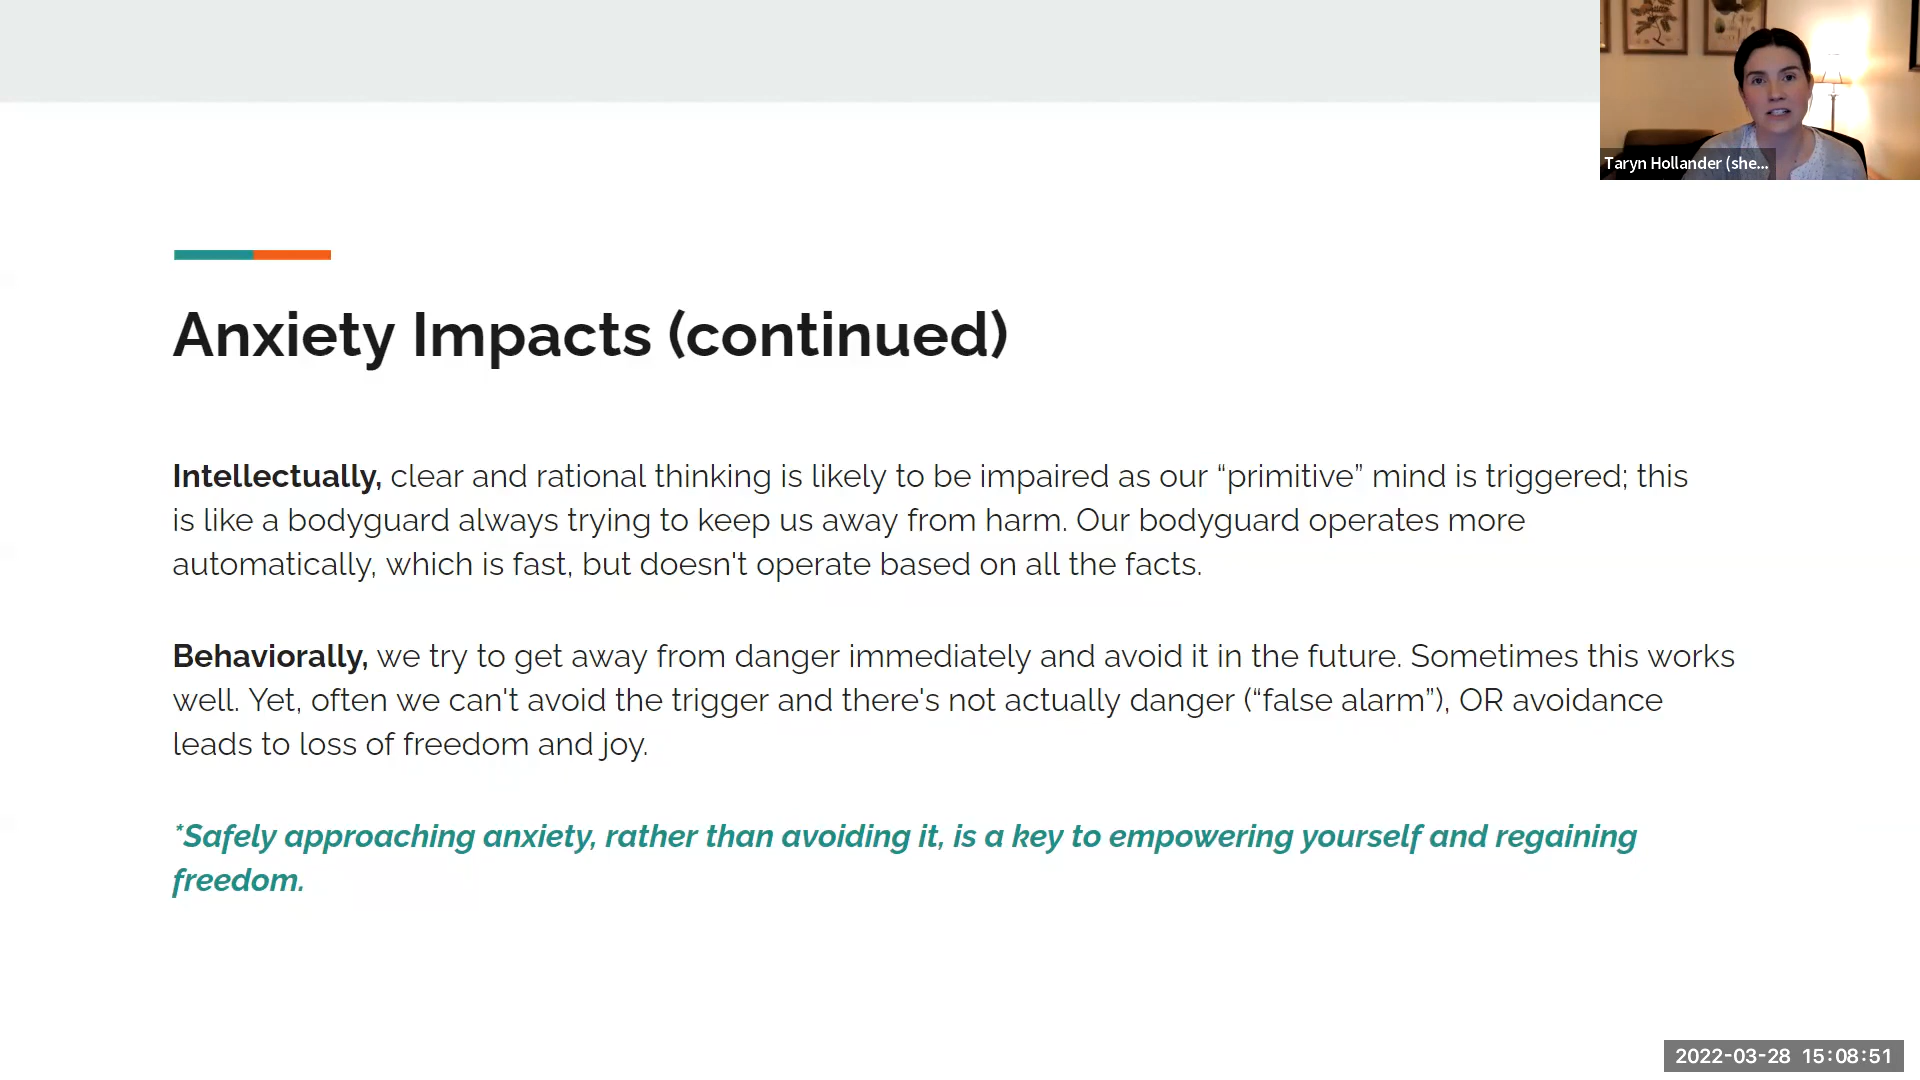 Taryn Hollander (she...
Anxiety Impacts (continued)
Intellectually, clear and rational thinking is likely to be impaired as our “primitive” mind is triggered; this
is like a bodyguard always trying to keep us away from harm. Our bodyguard operates more
automatically, which is fast, but doesn't operate based on all the facts.
Behaviorally, we try to get away from danger immediately and avoid it in the future. Sometimes this works
well. Yet, often we can't avoid the trigger and there's not actually danger (“false alarm”), OR avoidance
leads to loss of freedom and joy.
*Safely approaching anxiety, rather than avoiding it, is a key to empowering yourself and regaining
freedom.
2022-03-28 15:08:51